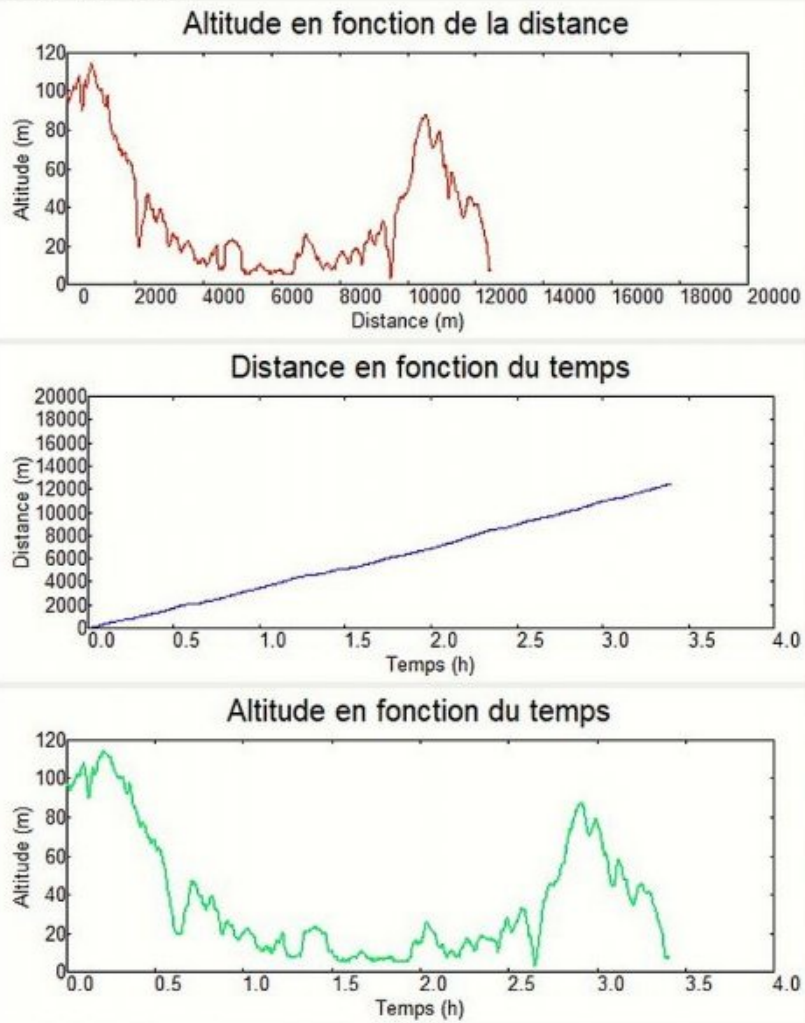 Altitude en fonction de la distance
120
100
80
60
40
20
0
Altitude (m)
0 2000 4000 6000 8000 10000 12000 14000 16000 18000 20000
Distance (m)
Distance en fonction du temps
20000
18000
16000
14000
12000
10000
8000
6000
4000
2000
0
Distance (m)
0.0 0.5 1.0 1.5 2.0 2.5 3.0 3.5 4.0
Temps (h)
Altitude en fonction du temps
120
100
80
60
40
20
0
Altitude (m)
0.0 0.5 1.0 1.5 2.0 2.5 3.0 3.5 4.0
Temps (h)